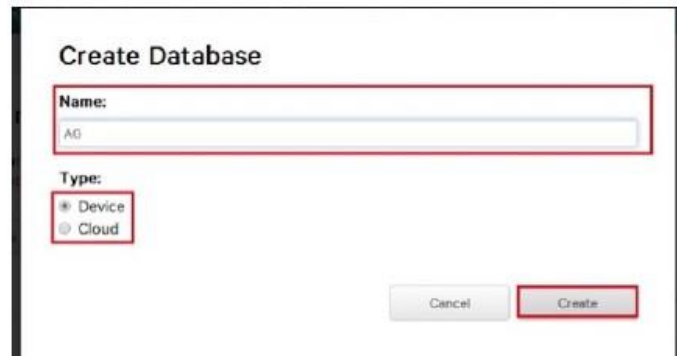 Create Database
Name:
AG
Type:
Device
Cloud
Cancel
Create